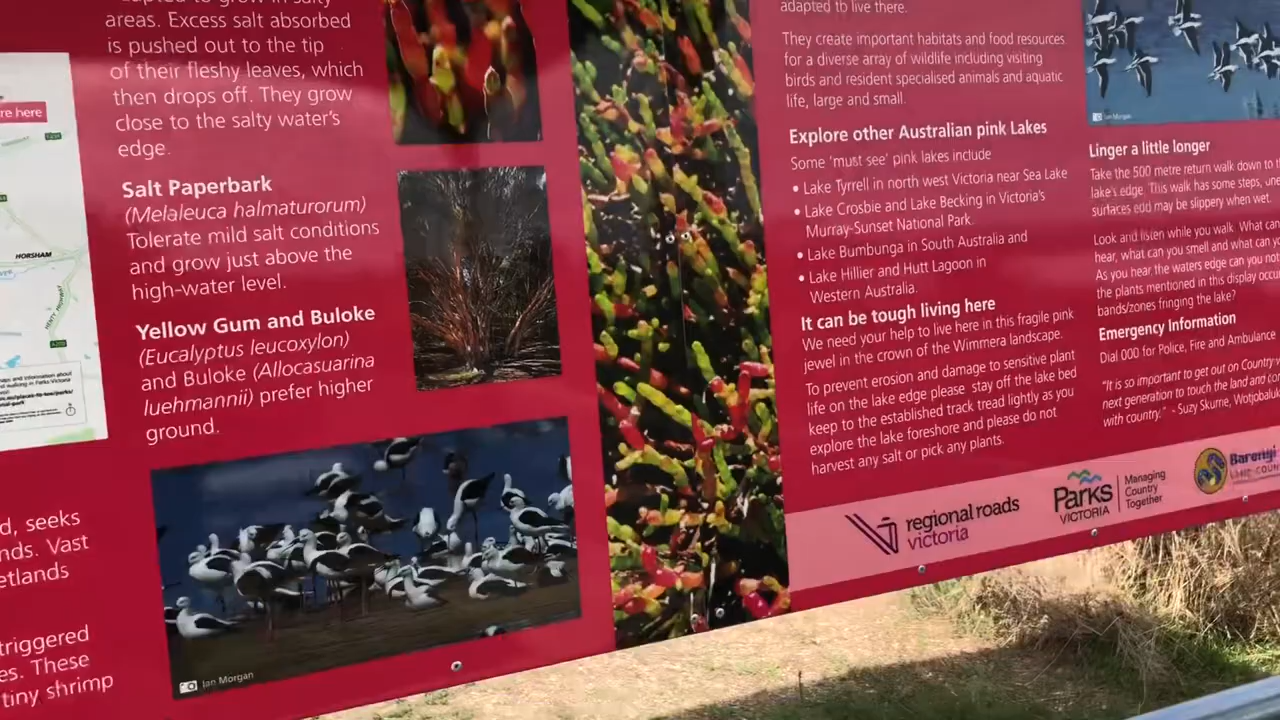 areas. Excess salt absorbed
is pushed out to the tip
of their fleshy leaves, which
then drops off. They grow
close to the salty water's
edge.
Salt Paperbark
(Melaleuca halmaturorum)
Tolerate mild salt conditions
and grow just above the
high-water level.
Yellow Gum and Buloke
(Eucalyptus leucoxylon)
and Buloke (Allocasuarina
luehmannii) prefer higher
ground.
re here
HORSHAM
HENTY HIGHWAY
d, seeks
nds. Vast
etlands
triggered
es. These
tiny shrimp
Ian Morgan
adapted to live there.
They create important habitats and food resources
for a diverse array of wildlife including visiting
birds and resident specialised animals and aquatic
life, large and small.
Explore other Australian pink Lakes
Some 'must see' pink lakes include
• Lake Tyrrell in north west Victoria near Sea Lake
• Lake Crosbie and Lake Becking in Victoria's
Murray-Sunset National Park.
• Lake Bumbunga in South Australia and
• Lake Hillier and Hutt Lagoon in
Western Australia.
It can be tough living here
We need your help to live here in this fragile pink
jewel in the crown of the Wimmera landscape.
To prevent erosion and damage to sensitive plant
life on the lake edge please stay off the lake bed
keep to the established track tread lightly as you
explore the lake foreshore and please do not
harvest any salt or pick any plants.
Ian Morgan
Linger a little longer
Take the 500 metre return walk down to th
lake's edge. This walk has some steps, une
surfaces and may be slippery when wet.
Look and listen while you walk. What can
hear, what can you smell and what can yo
As you hear the waters edge can you not
the plants mentioned in this display occu
bands/zones fringing the lake?
Emergency Information
Dial 000 for Police, Fire and Ambulance
"It is so important to get out on Country
next generation to touch the land and con
with country." - Suzy Skurne, Wotjobaluk
regional roads
victoria
Parks
VICTORIA
Managing
Country
Together
Barengi